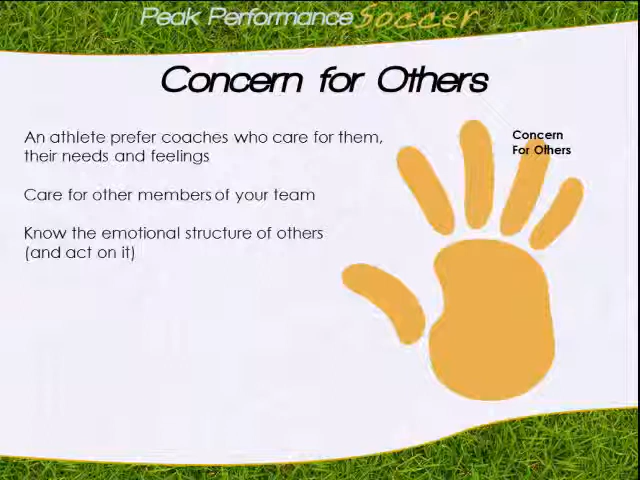 Peak Performance Soccer
Concern for Others
An athlete prefer coaches who care for them,
their needs and feelings
Care for other members of your team
Know the emotional structure of others
(and act on it)
Concern
For Others